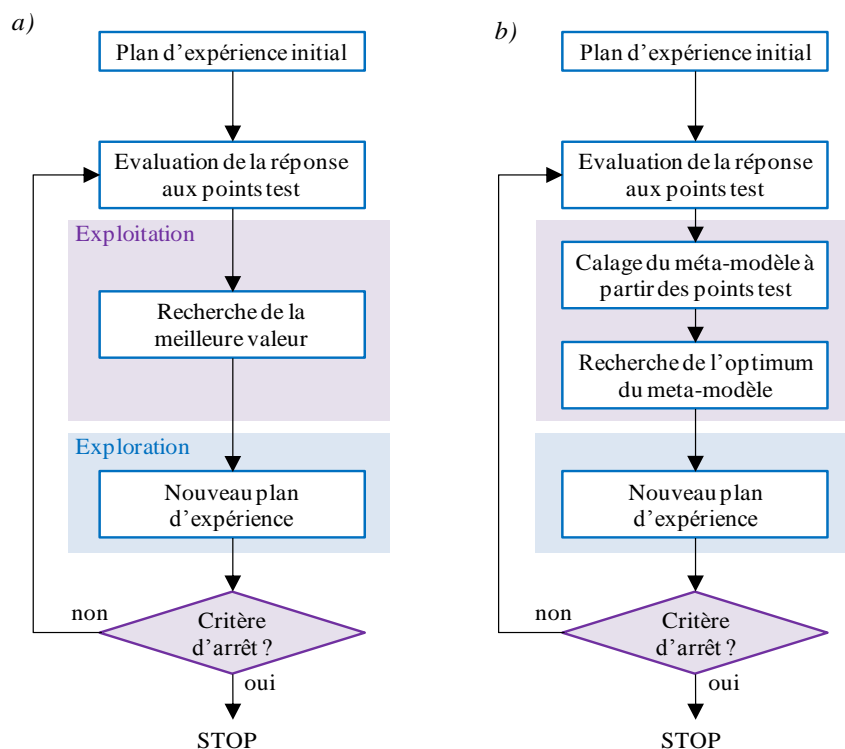 a)
Plan d'expérience initial
Evaluation de la réponse
aux points test
Exploitation
Recherche de la
meilleure valeur
Exploration
Nouveau plan
d'expérience
non
Critère
d'arrêt ?
oui
STOP
b)
Plan d'expérience initial
Evaluation de la réponse
aux points test
Calage du méta-modèle à
partir des points test
Recherche de l'optimum
du meta-modèle
Nouveau plan
d'expérience
non
Critère
d'arrêt ?
oui
STOP